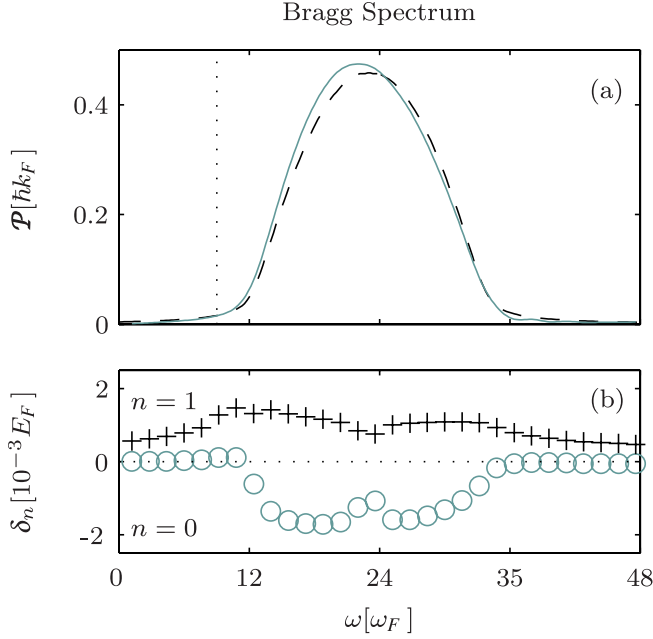 Bragg Spectrum
(a)
𝒫[ħk_F]
0.4
0.2
0
(b)
δ_n[10^{-3}E_F]
2
n = 1
0
n = 0
-2
0 12 24 35 48
ω[ω_F]